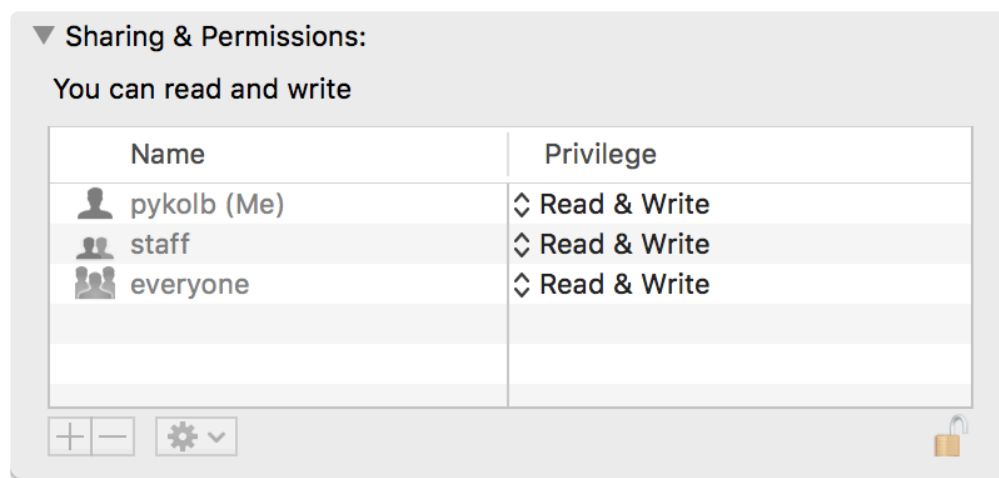 Sharing & Permissions:
You can read and write
Name Privilege
pykolb (Me) Read & Write
staff Read & Write
everyone Read & Write